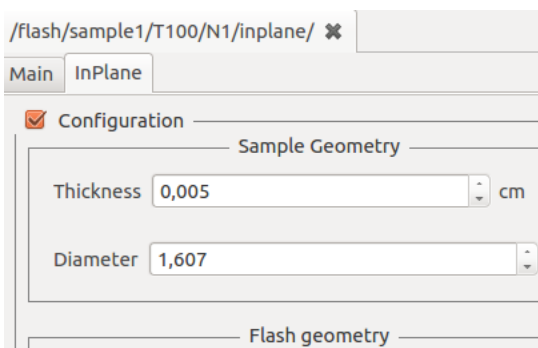 /flash/sample1/T100/N1/inplane/
Main InPlane
Configuration
Sample Geometry
Thickness 0,005 cm
Diameter 1,607
Flash geometry